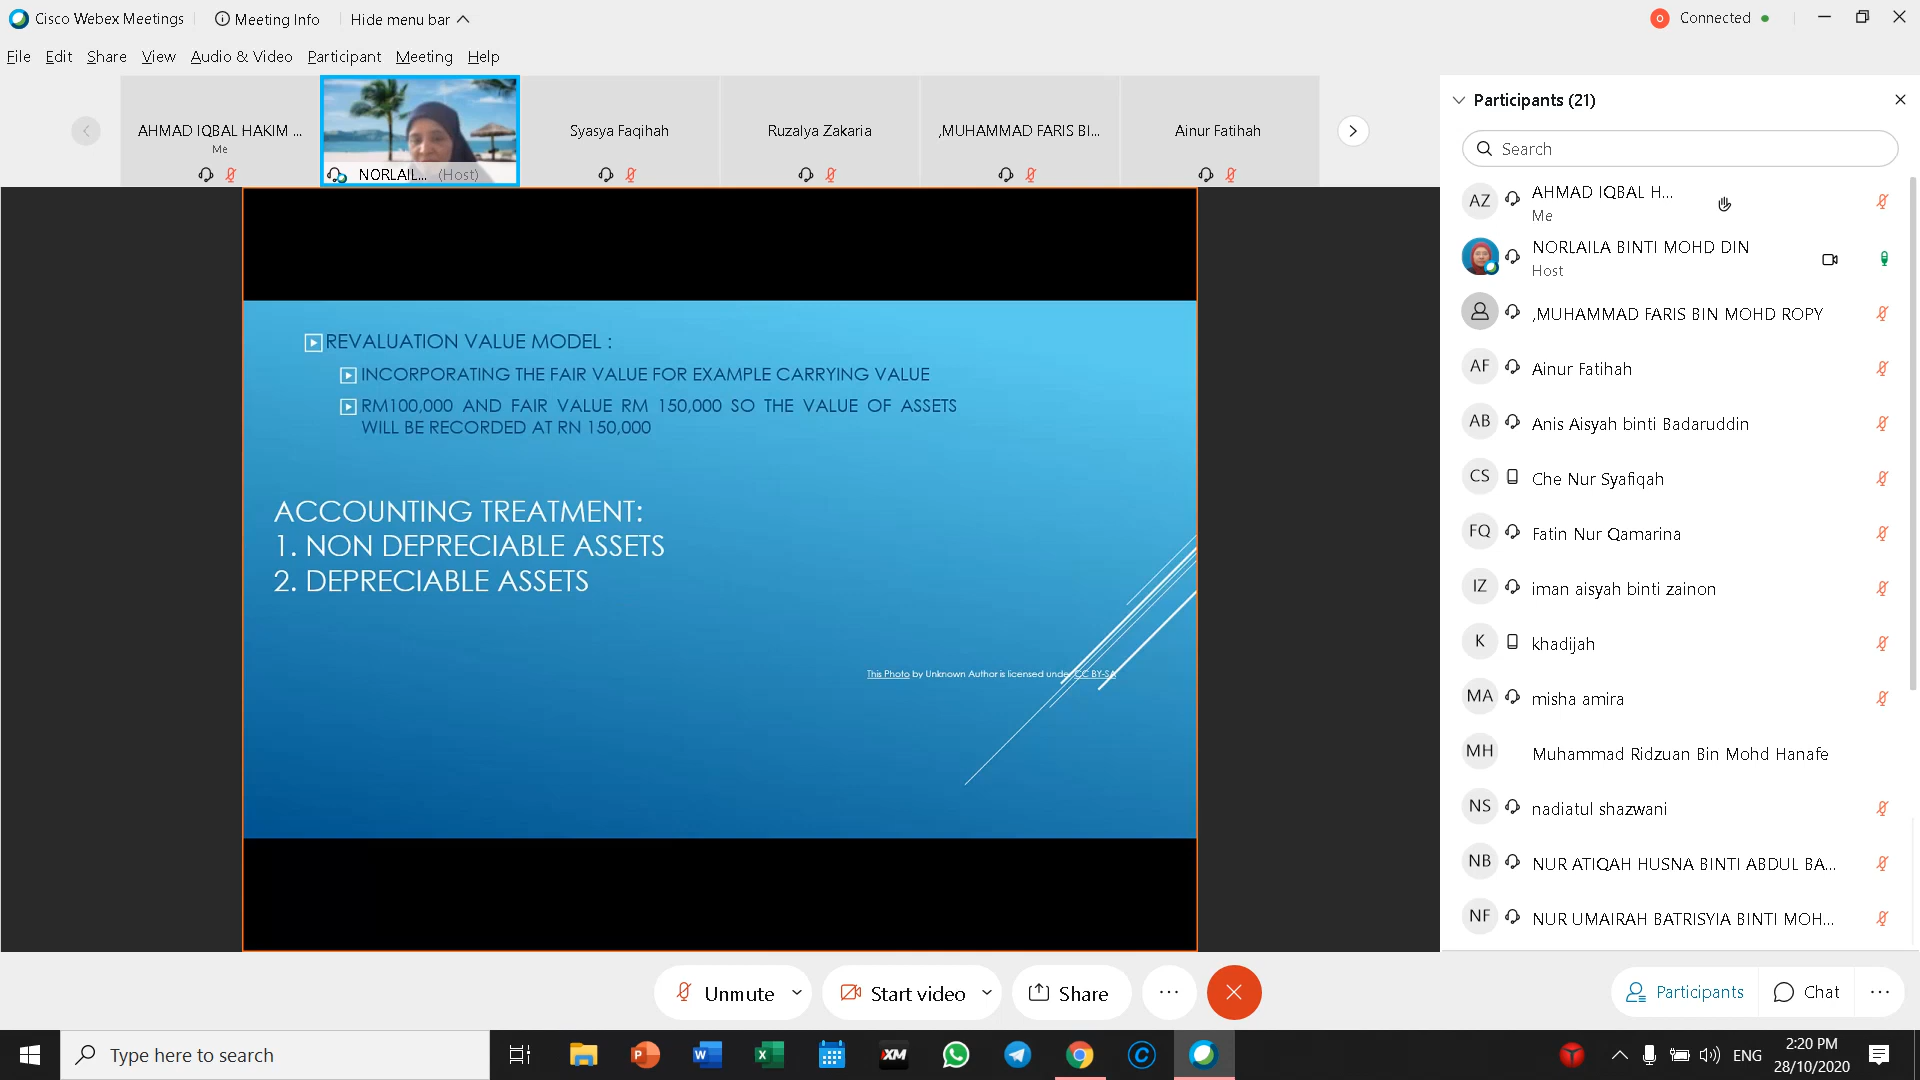 Cisco Webex Meetings
Meeting Info
Hide menu bar
Connected
File Edit Share View Audio & Video Participant Meeting Help
AHMAD IQBAL HAKIM ...
Me
NORLAIL... (Host)
Syasya Faqihah
Ruzalya Zakaria
,MUHAMMAD FARIS BI...
Ainur Fatihah
REVALUATION VALUE MODEL :
INCORPORATING THE FAIR VALUE FOR EXAMPLE CARRYING VALUE
RM100,000 AND FAIR VALUE RM 150,000 SO THE VALUE OF ASSETS
WILL BE RECORDED AT RN 150,000
ACCOUNTING TREATMENT:
1. NON DEPRECIABLE ASSETS
2. DEPRECIABLE ASSETS
This Photo by Unknown Author is licensed under CC BY-SA
Participants (21)
Search
AZ AHMAD IQBAL H...
Me
NORLAILA BINTI MOHD DIN
Host
,MUHAMMAD FARIS BIN MOHD ROPY
AF Ainur Fatihah
AB Anis Aisyah binti Badaruddin
CS Che Nur Syafiqah
FQ Fatin Nur Qamarina
IZ iman aisyah binti zainon
K khadijah
MA misha amira
MH Muhammad Ridzuan Bin Mohd Hanafe
NS nadiatul shazwani
NB NUR ATIQAH HUSNA BINTI ABDUL BA...
NF NUR UMAIRAH BATRISYIA BINTI MOH...
Unmute
Start video
Share
Participants
Chat
Type here to search
XM
ENG
2:20 PM
28/10/2020